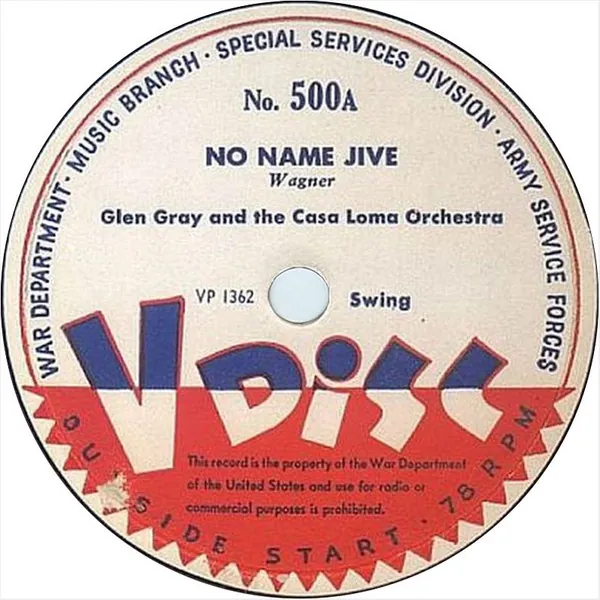 WAR DEPARTMENT · MUSIC BRANCH · SPECIAL SERVICES DIVISION · ARMY SERVICE FORCES
No. 500A
NO NAME JIVE
Wagner
Glen Gray and the Casa Loma Orchestra
VP 1362 Swing
V DiSC
This record is the property of the War Department
of the United States and use for radio or
commercial purposes is prohibited.
OU SIDE START · 78 RPM